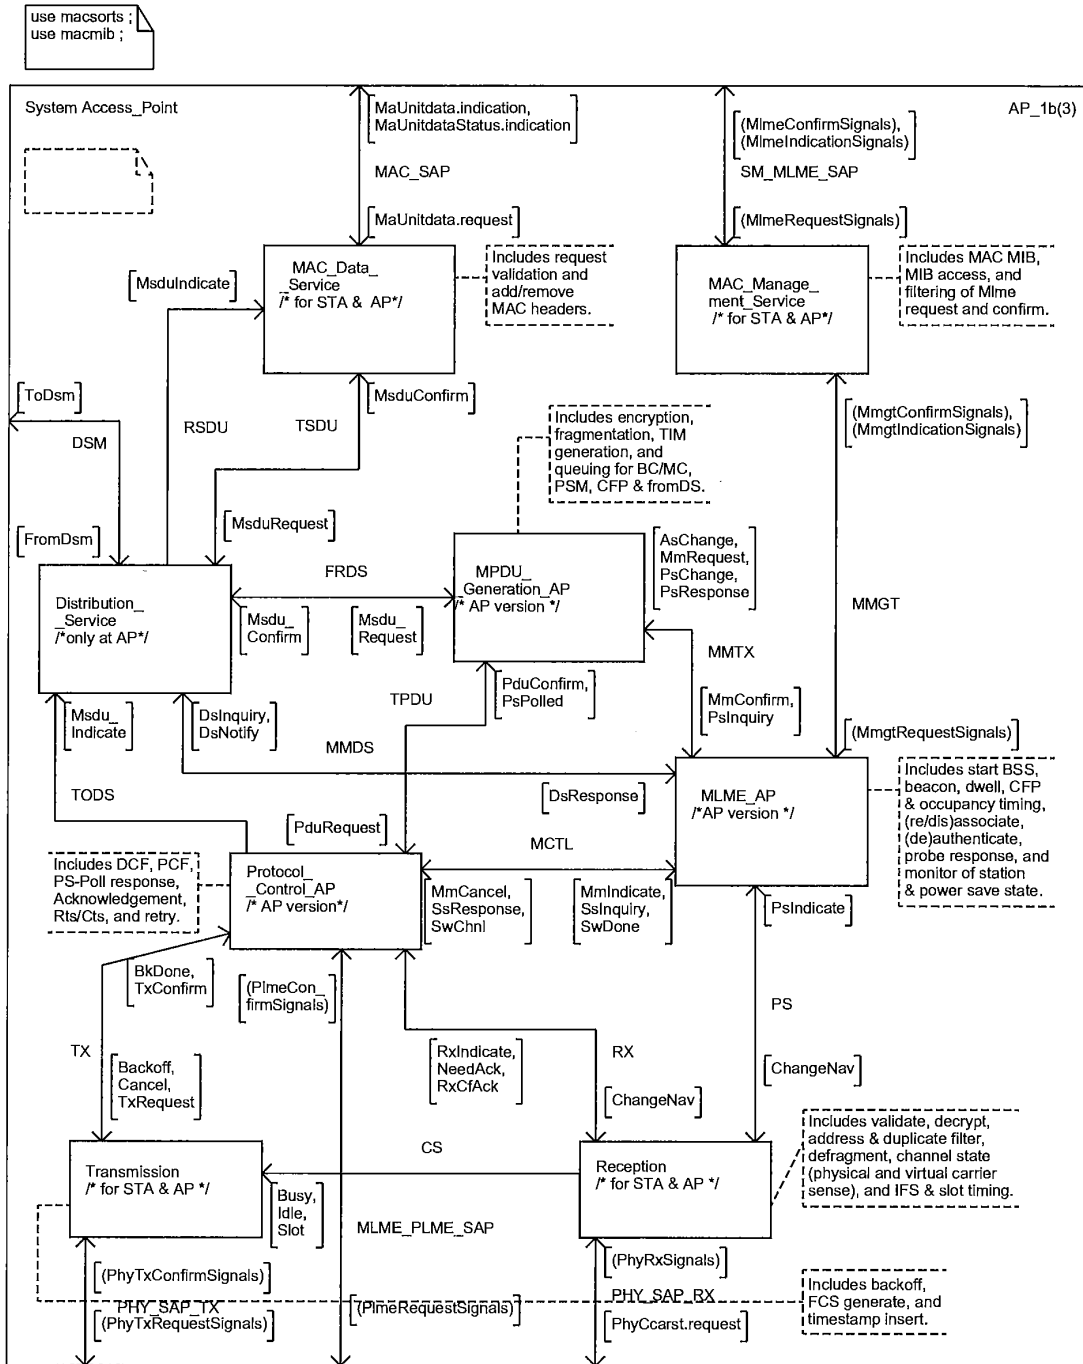 use macsorts ;
use macmib ;
System Access_Point
AP_1b(3)
MaUnitdata.indication,
MaUnitdataStatus.indication
(MlmeConfirmSignals),
(MlmeIndicationSignals)
MAC_SAP
SM_MLME_SAP
MaUnitdata.request
(MlmeRequestSignals)
MsduIndicate
MAC_Data_
_Service
/* for STA & AP*/
Includes request
validation and
add/remove
MAC headers.
MAC_Manage_
ment_Service
/* for STA & AP*/
Includes MAC MIB,
MIB access, and
filtering of Mlme
request and confirm.
ToDsm
DSM
RSDU
TSDU
MsduConfirm
Includes encryption,
fragmentation, TIM
generation, and
queuing for BC/MC,
PSM, CFP & fromDS.
(MmgtConfirmSignals),
(MmgtIndicationSignals)
FromDsm
MsduRequest
Distribution_
_Service
/*only at AP*/
FRDS
Msdu_
Confirm
Msdu_
Request
MPDU_
_Generation_AP
/* AP version */
AsChange,
MmRequest,
PsChange,
PsResponse
MMGT
MMTX
Msdu_
Indicate
DsInquiry,
DsNotify
TPDU
PduConfirm,
PsPolled
MmConfirm,
PsInquiry
(MmgtRequestSignals)
MMDS
TODS
DsResponse
MLME_AP
/*AP version */
Includes start BSS,
beacon, dwell, CFP
& occupancy timing,
(re/dis)associate,
(de)authenticate,
probe response, and
monitor of station
& power save state.
PduRequest
MCTL
Includes DCF, PCF,
PS-Poll response,
Acknowledgement,
Rts/Cts, and retry.
Protocol_
_Control_AP
/* AP version*/
MmCancel,
SsResponse,
SwChnl
MmIndicate,
SsInquiry,
SwDone
PsIndicate
BkDone,
TxConfirm
(PlmeCon_
firmSignals)
PS
TX
Backoff,
Cancel,
TxRequest
RxIndicate,
NeedAck,
RxCfAck
RX
ChangeNav
ChangeNav
Transmission
/* for STA & AP */
CS
Busy,
Idle,
Slot
MLME_PLME_SAP
Reception
/* for STA & AP */
Includes validate, decrypt,
address & duplicate filter,
defragment, channel state
(physical and virtual carrier
sense), and IFS & slot timing.
(PhyTxConfirmSignals)
PHY_SAP_TX
(PhyTxRequestSignals)
(PlmeRequestSignals)
(PhyRxSignals)
PHY_SAP_RX
PhyCcarst.request
Includes backoff,
FCS generate, and
timestamp insert.